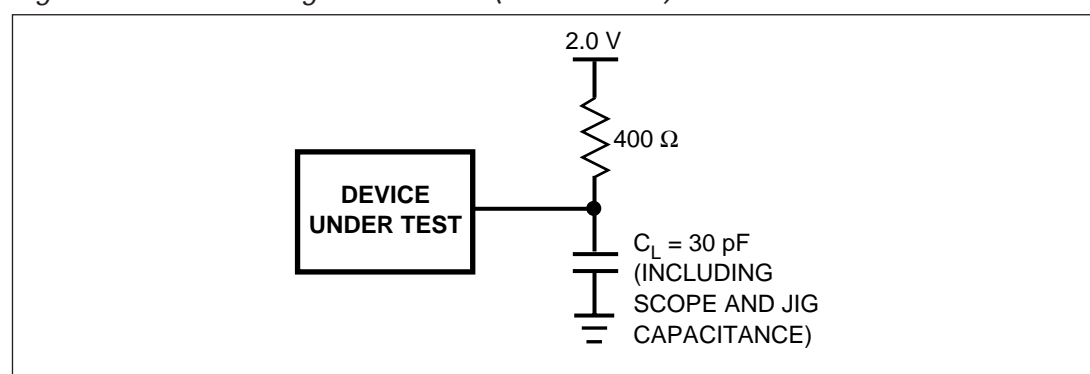 2.0 V
400 Ω
DEVICE
UNDER TEST
C_L = 30 pF
(INCLUDING
SCOPE AND JIG
CAPACITANCE)